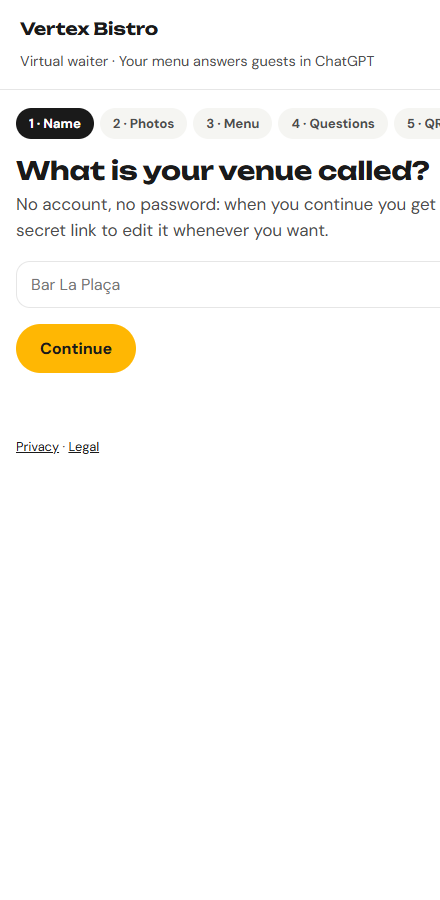 Vertex Bistro
Virtual waiter · Your menu answers guests in ChatGPT
1 · Name 2 · Photos 3 · Menu 4 · Questions 5 · QR
What is your venue called?
No account, no password: when you continue you get
secret link to edit it whenever you want.
Bar La Plaça
Continue
Privacy · Legal